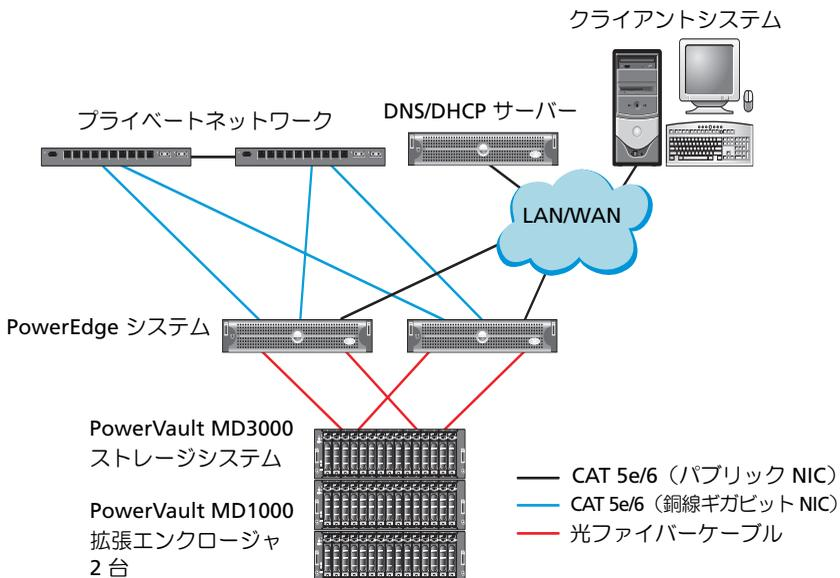 クライアントシステム
プライベートネットワーク
DNS/DHCP サーバー
LAN/WAN
PowerEdge システム
PowerVault MD3000
ストレージシステム
PowerVault MD1000
拡張エンクロージャ
2 台
CAT 5e/6（パブリック NIC）
CAT 5e/6（銅線ギガビット NIC）
光ファイバーケーブル